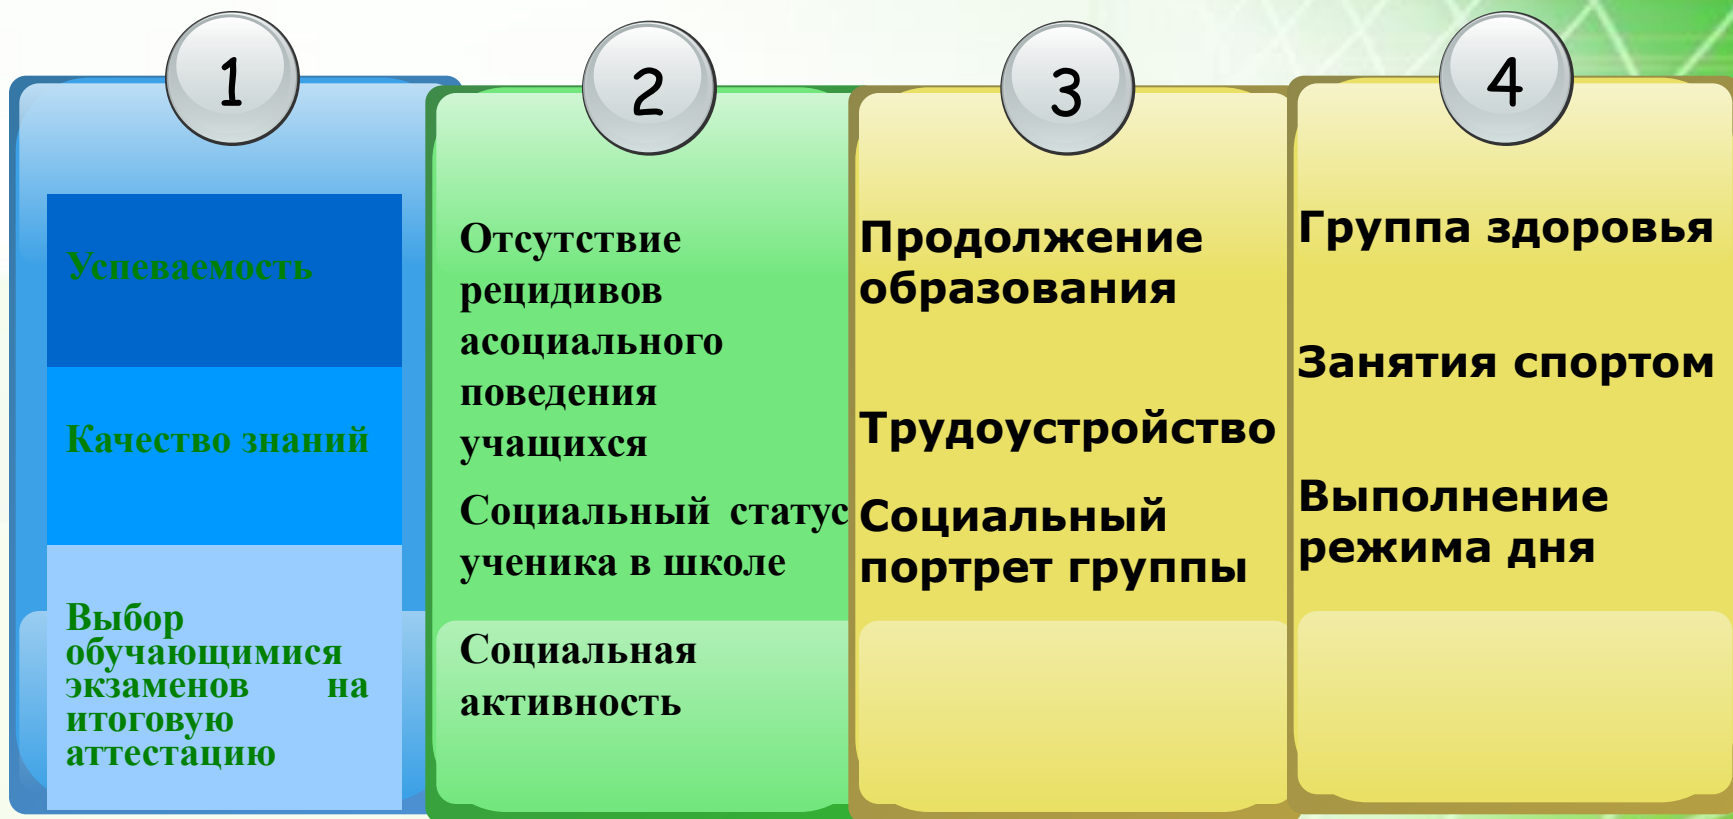 1
Успеваемость
Качество знаний
Выбор
обучающимися
экзаменов на
итоговую
аттестацию
2
Отсутствие
рецидивов
асоциального
поведения
учащихся
Социальный статус
ученика в школе
Социальная
активность
3
Продолжение
образования
Трудоустройство
Социальный
портрет группы
4
Группа здоровья
Занятия спортом
Выполнение
режима дня